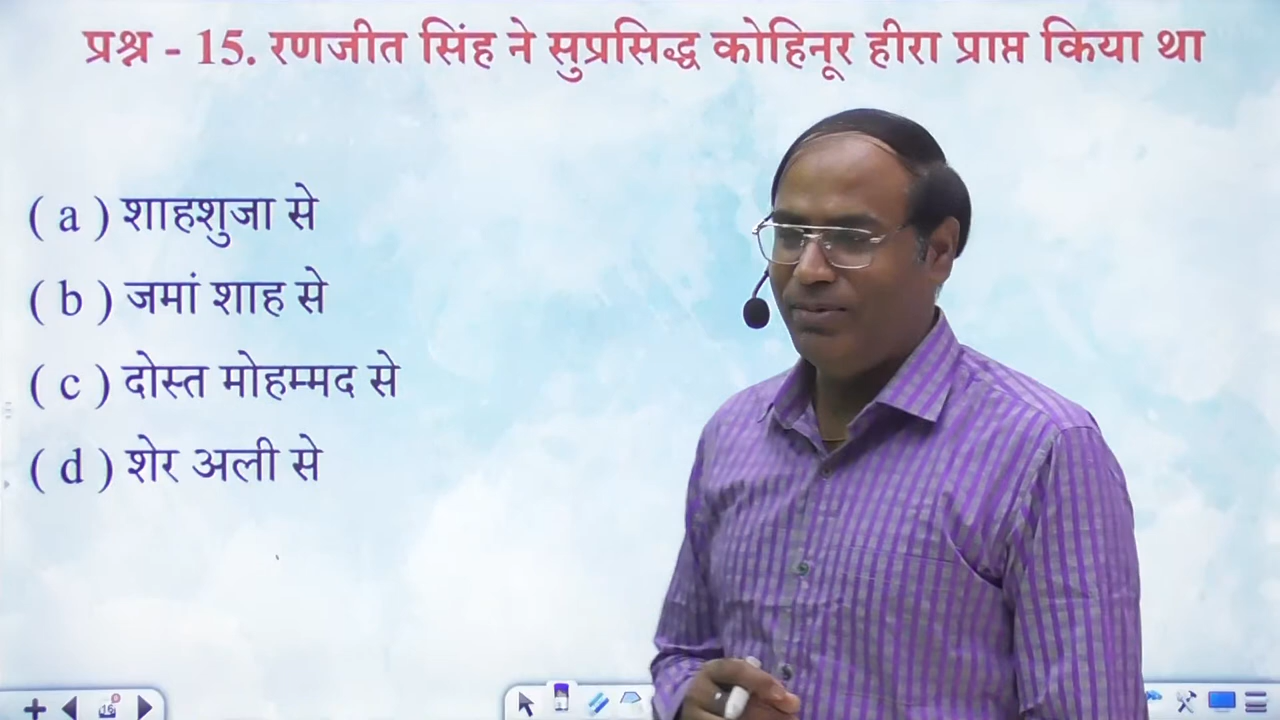 प्रश्न - 15. रणजीत सिंह ने सुप्रसिद्ध कोहिनूर हीरा प्राप्त किया था
( a ) शाहशुजा से
( b ) जमां शाह से
( c ) दोस्त मोहम्मद से
( d ) शेर अली से